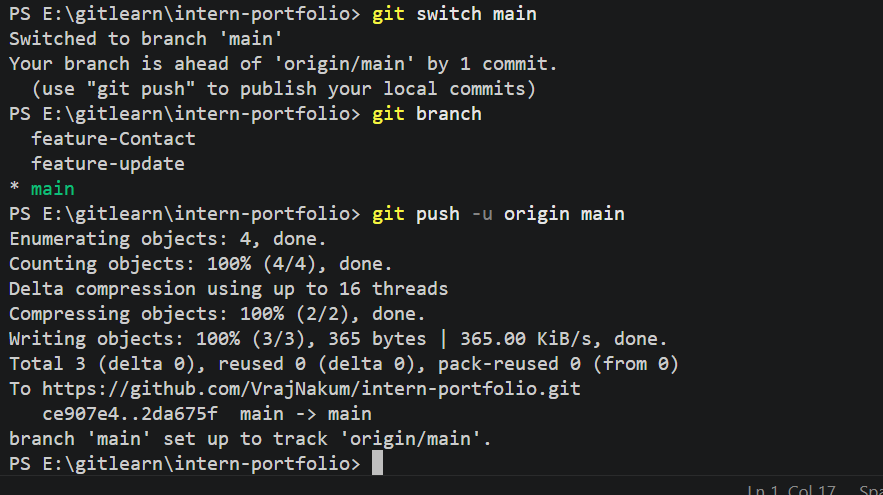 PS E:\gitlearn\intern-portfolio> git switch main
Switched to branch 'main'
Your branch is ahead of 'origin/main' by 1 commit.
  (use "git push" to publish your local commits)
PS E:\gitlearn\intern-portfolio> git branch
  feature-Contact
  feature-update
* main
PS E:\gitlearn\intern-portfolio> git push -u origin main
Enumerating objects: 4, done.
Counting objects: 100% (4/4), done.
Delta compression using up to 16 threads
Compressing objects: 100% (2/2), done.
Writing objects: 100% (3/3), 365 bytes | 365.00 KiB/s, done.
Total 3 (delta 0), reused 0 (delta 0), pack-reused 0 (from 0)
To https://github.com/VrajNakum/intern-portfolio.git
   ce907e4..2da675f  main -> main
branch 'main' set up to track 'origin/main'.
PS E:\gitlearn\intern-portfolio>
Ln 1, Col 17